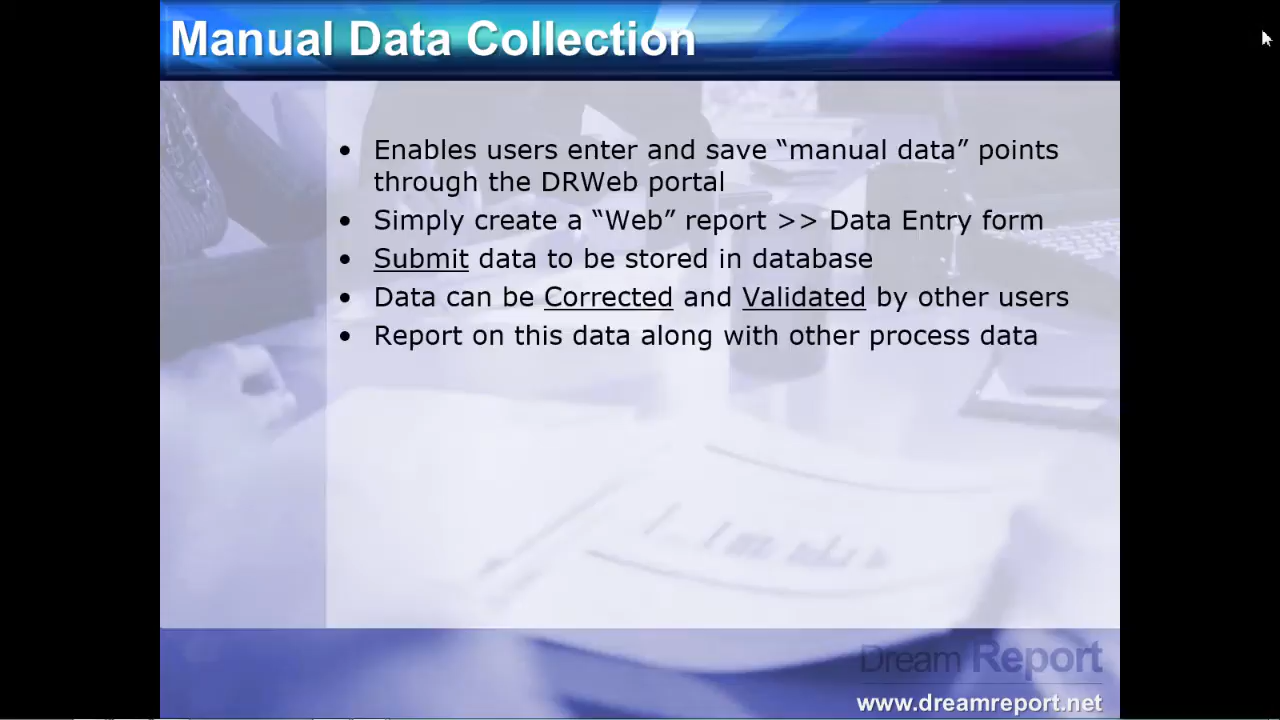 Manual Data Collection
• Enables users enter and save “manual data” points
through the DRWeb portal
• Simply create a “Web” report >> Data Entry form
• Submit data to be stored in database
• Data can be Corrected and Validated by other users
• Report on this data along with other process data
Dream Report
www.dreamreport.net